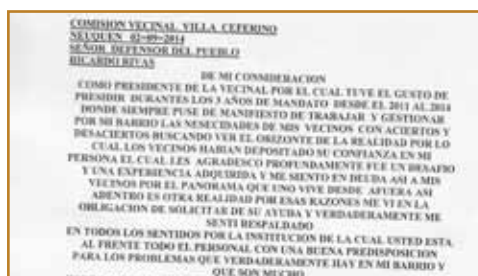 COMISION VECINAL VILLA CEFERINO
NEUQUEN 02-09-2014
SEÑOR DEFENSOR DEL PUEBLO
RICARDO RIVAS
DE MI CONSIDERACION
COMO PRESIDENTE DE LA VECINAL POR EL CUAL TUVE EL GUSTO DE
PRESIDIR DURANTES LOS 3 AÑOS DE MANDATO DESDE EL 2011 AL 2014
DONDE SIEMPRE PUSE DE MANIFIESTO DE TRABAJAR Y GESTIONAR
POR MI BARRIO LAS NESECIDADES DE MIS VECINOS CON ACIERTOS Y
DESACIERTOS BUSCANDO VER EL ORIZONTE DE LA REALIDAD POR LO
CUAL LOS VECINOS HABIAN DEPOSITADO SU CONFIANZA EN MI
PERSONA EL CUAL LES AGRADESCO PROFUNDAMENTE FUE UN DESAFIO
Y UNA EXPERIENCIA ADQUIRIDA Y ME SIENTO EN DEUDA ASI A MIS
VECINOS POR EL PANORAMA QUE UNO VIVE DESDE AFUERA ASI
ADENTRO ES OTRA REALIDAD POR ESAS RAZONES ME VI EN LA
OBLIGACION DE SOLICITAR DE SU AYUDA Y VERDADERAMENTE ME
SENTI RESPALDADO
EN TODOS LOS SENTIDOS POR LA INSTITUCION DE LA CUAL USTED ESTA
AL FRENTE TODO EL PERSONAL CON UNA BUENA PREDISPOSICION
PARA LOS PROBLEMAS QUE VERDADERAMENTE HAY EN MI BARRIO Y
QUE SON MUCHO